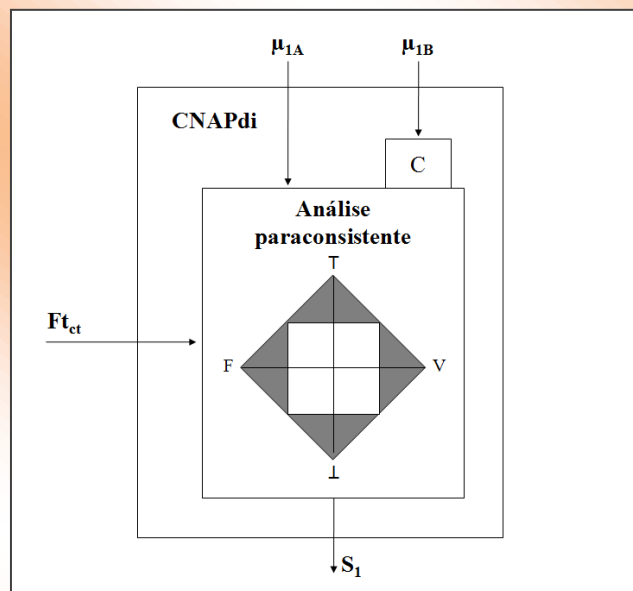 μ1A
μ1B
CNAPdi
C
Análise
paraconsistente
T
Ftct
F
V
⊥
S1